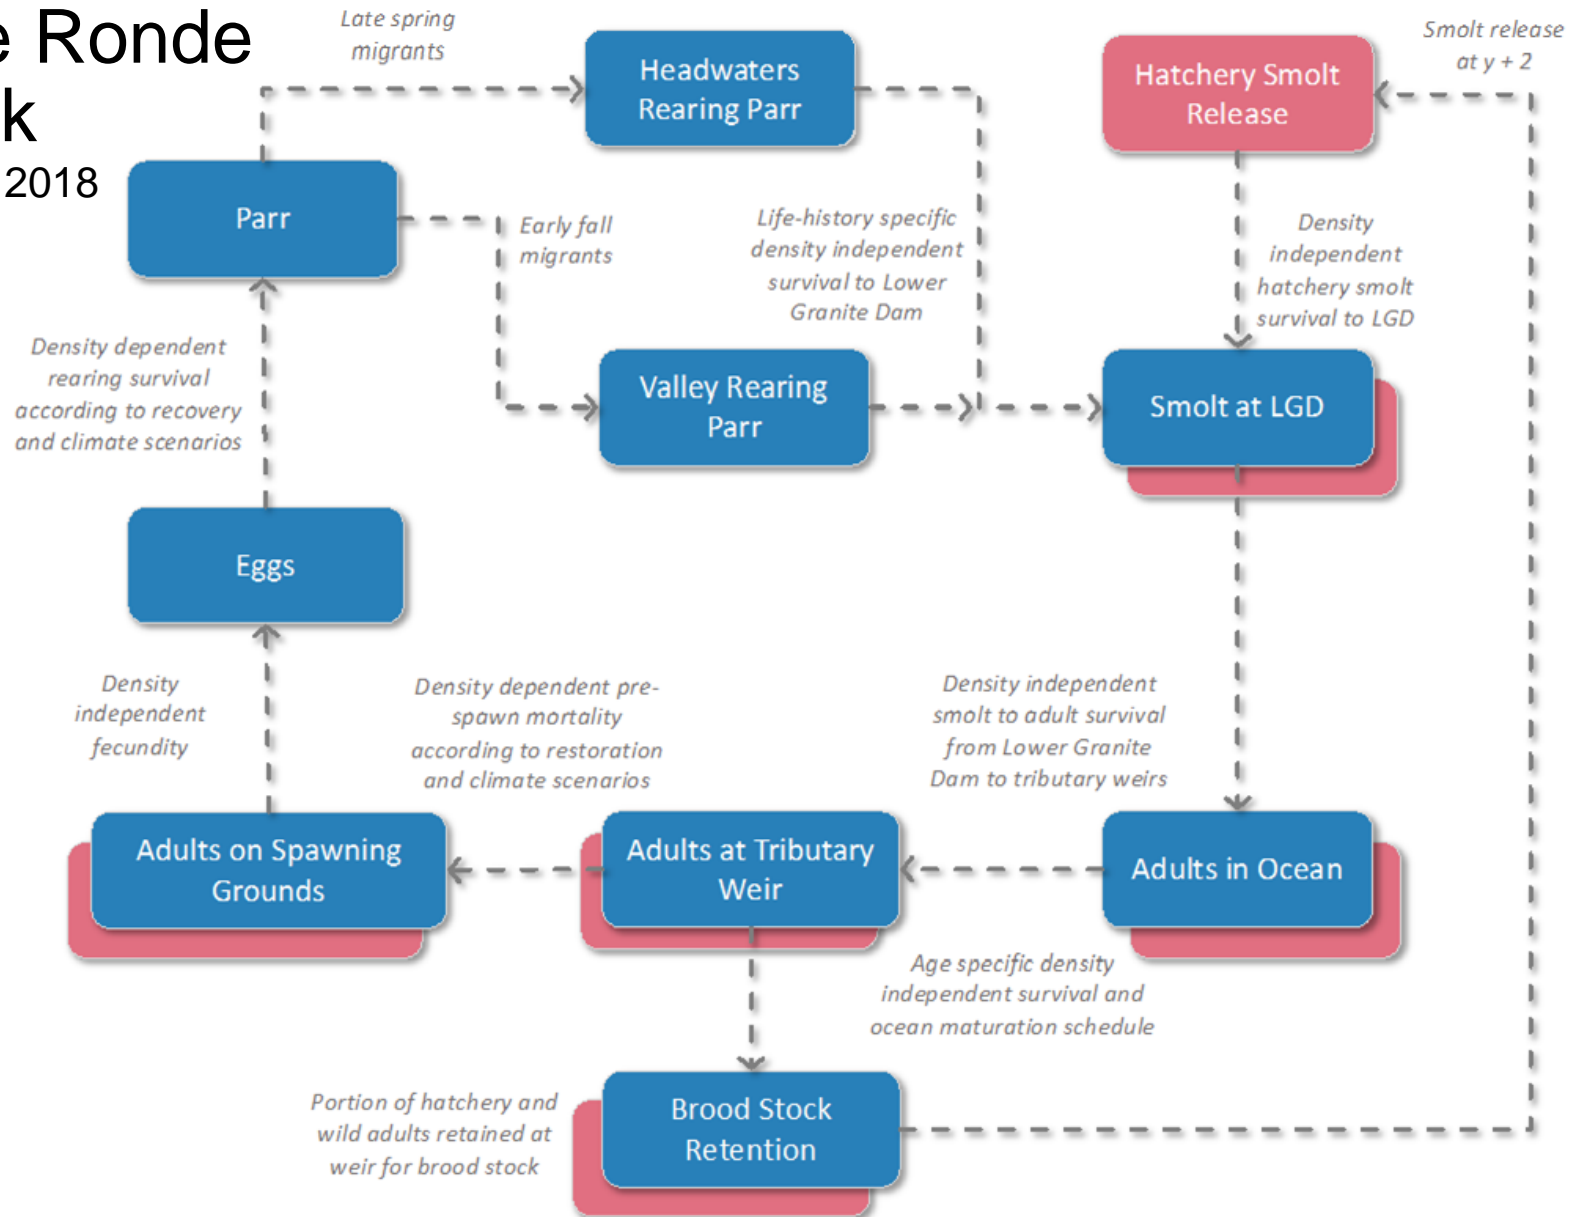 e Ronde
k
2018
Late spring
migrants
Headwaters
Rearing Parr
Hatchery Smolt
Release
Smolt release
at y + 2
Parr
Early fall
migrants
Life-history specific
density independent
survival to Lower
Granite Dam
Density
independent
hatchery smolt
survival to LGD
Density dependent
rearing survival
according to recovery
and climate scenarios
Valley Rearing
Parr
Smolt at LGD
Eggs
Density
independent
fecundity
Density dependent pre-
spawn mortality
according to restoration
and climate scenarios
Density independent
smolt to adult survival
from Lower Granite
Dam to tributary weirs
Adults on Spawning
Grounds
Adults at Tributary
Weir
Adults in Ocean
Age specific density
independent survival and
ocean maturation schedule
Portion of hatchery and
wild adults retained at
weir for brood stock
Brood Stock
Retention